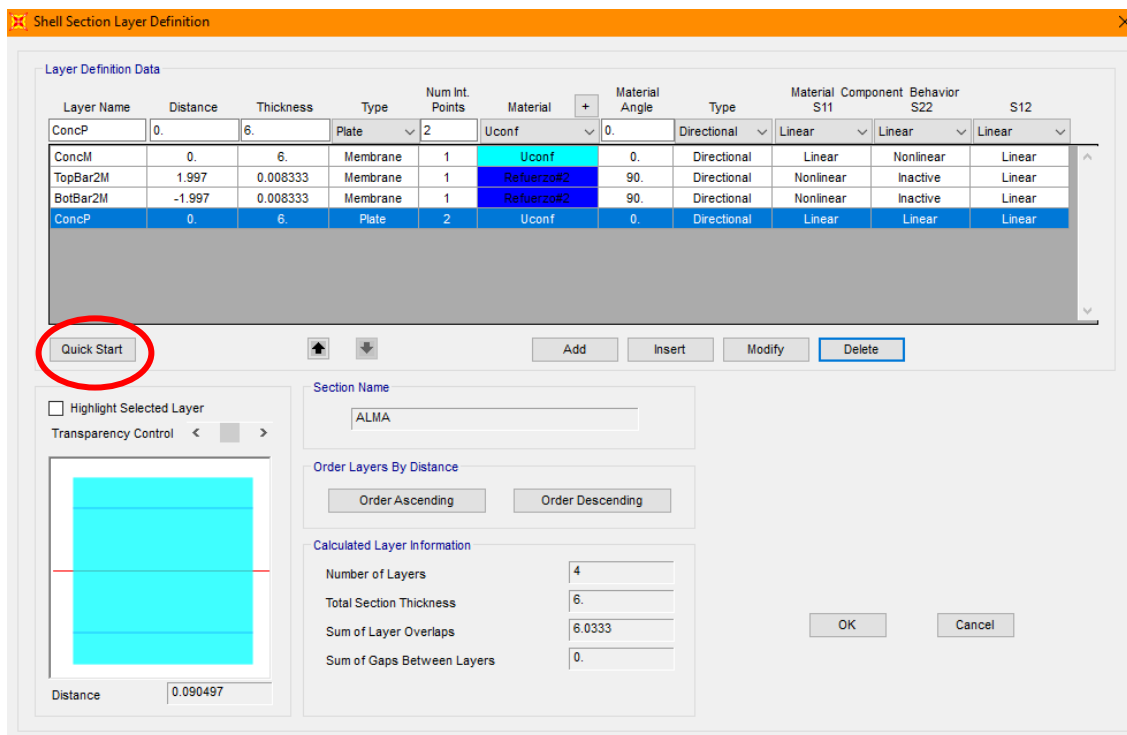 Shell Section Layer Definition
Layer Definition Data
Layer Name Distance Thickness Type Num Int. Points Material + Material Angle Type Material Component Behavior S11 S22 S12
ConcP 0. 6. Plate 2 Uconf 0. Directional Linear Linear Linear
ConcM 0. 6. Membrane 1 Uconf 0. Directional Linear Nonlinear Linear
TopBar2M 1.997 0.008333 Membrane 1 Refuerzo#2 90. Directional Nonlinear Inactive Linear
BotBar2M -1.997 0.008333 Membrane 1 Refuerzo#2 90. Directional Nonlinear Inactive Linear
ConcP 0. 6. Plate 2 Uconf 0. Directional Linear Linear Linear
Quick Start Add Insert Modify Delete
Highlight Selected Layer
Transparency Control < >
Distance 0.090497
Section Name
ALMA
Order Layers By Distance
Order Ascending Order Descending
Calculated Layer Information
Number of Layers 4
Total Section Thickness 6.
Sum of Layer Overlaps 6.0333
Sum of Gaps Between Layers 0.
OK Cancel